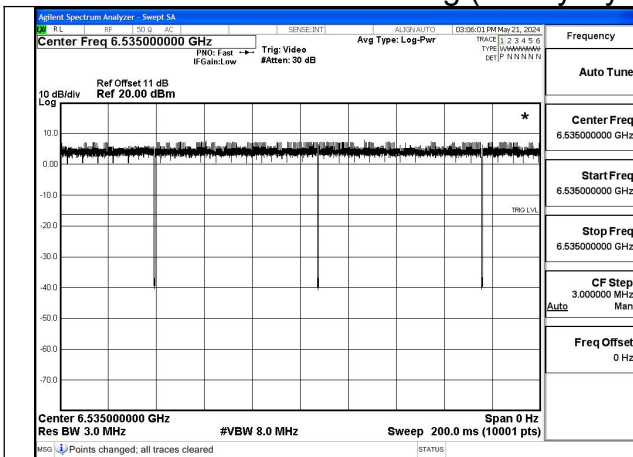 Agilent Spectrum Analyzer - Swept SA
RL RF 50 Ω AC SENSE:INT ALIGN AUTO 03:06:01 PM May 21, 2024
Center Freq 6.535000000 GHz
PNO: Fast
IFGain:Low
Trig: Video
#Atten: 30 dB
Avg Type: Log-Pwr
TRACE 1 2 3 4 5 6
TYPE
DET P N N N N N
Ref Offset 11 dB
10 dB/div Ref 20.00 dBm
Log
10.0
0.00
-10.0
-20.0
-30.0
-40.0
-50.0
-60.0
-70.0
*
TRIG LVL
Center 6.535000000 GHz Span 0 Hz
Res BW 3.0 MHz #VBW 8.0 MHz Sweep 200.0 ms (10001 pts)
MSG Points changed; all traces cleared STATUS
Frequency
Auto Tune
Center Freq
6.535000000 GHz
Start Freq
6.535000000 GHz
Stop Freq
6.535000000 GHz
CF Step
3.000000 MHz
Auto Man
Freq Offset
0 Hz